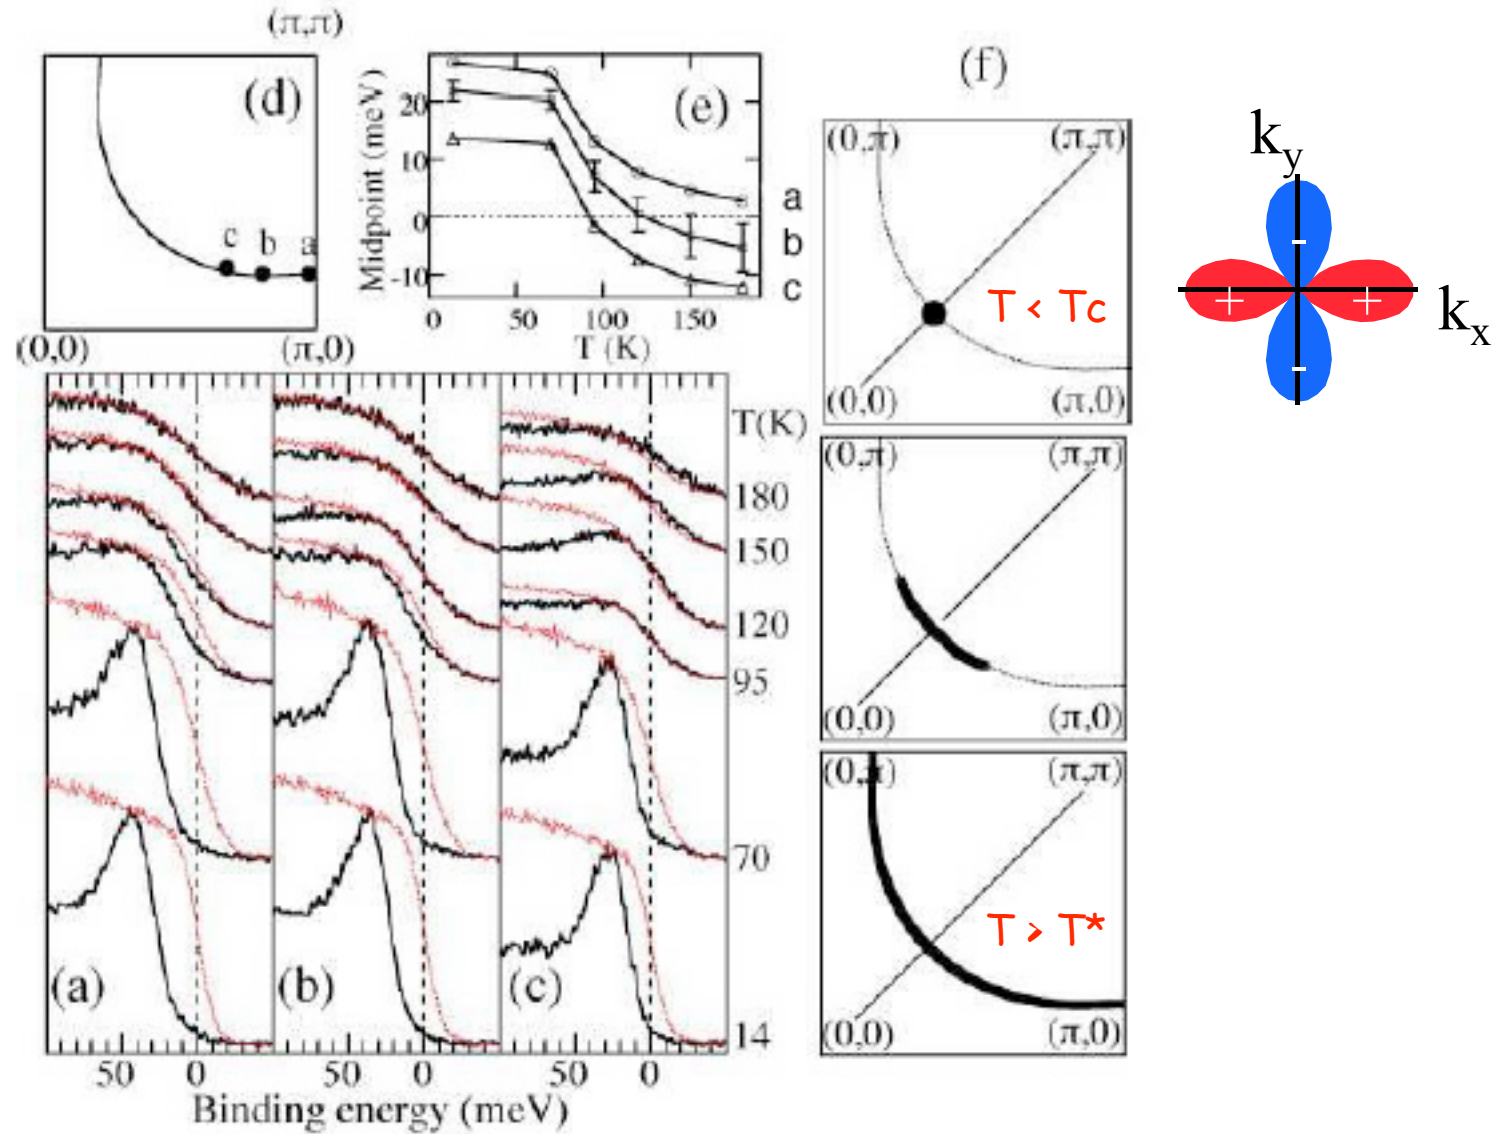 (π,π)
(d)
c b a
(0,0) (π,0)
Midpoint (meV)
20
10
0
-10
(e)
a
b
c
0 50 100 150
T (K)
(f)
(0,π) (π,π)
T < Tc
(0,0) (π,0)
(0,π) (π,π)
(0,0) (π,0)
(0,π) (π,π)
T > T*
(0,0) (π,0)
ky
-
+ +
kx
-
T(K)
180
150
120
95
70
14
(a) (b) (c)
50 0 50 0 50 0
Binding energy (meV)